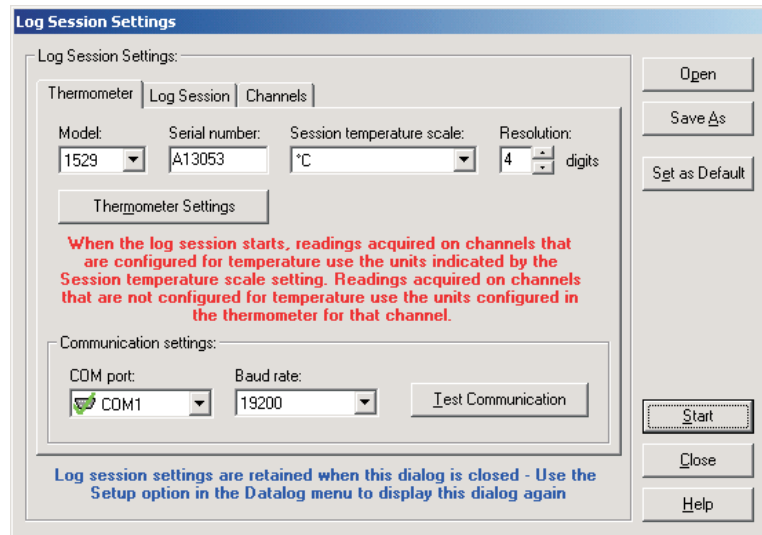 Log Session Settings
Log Session Settings:
Thermometer Log Session Channels
Model: Serial number: Session temperature scale: Resolution:
1529 A13053 °C 4 digits
Thermometer Settings
When the log session starts, readings acquired on channels that
are configured for temperature use the units indicated by the
Session temperature scale setting. Readings acquired on channels
that are not configured for temperature use the units configured in
the thermometer for that channel.
Communication settings:
COM port: Baud rate:
COM1 19200 Test Communication
Log session settings are retained when this dialog is closed - Use the
Setup option in the Datalog menu to display this dialog again
Open
Save As
Set as Default
Start
Close
Help